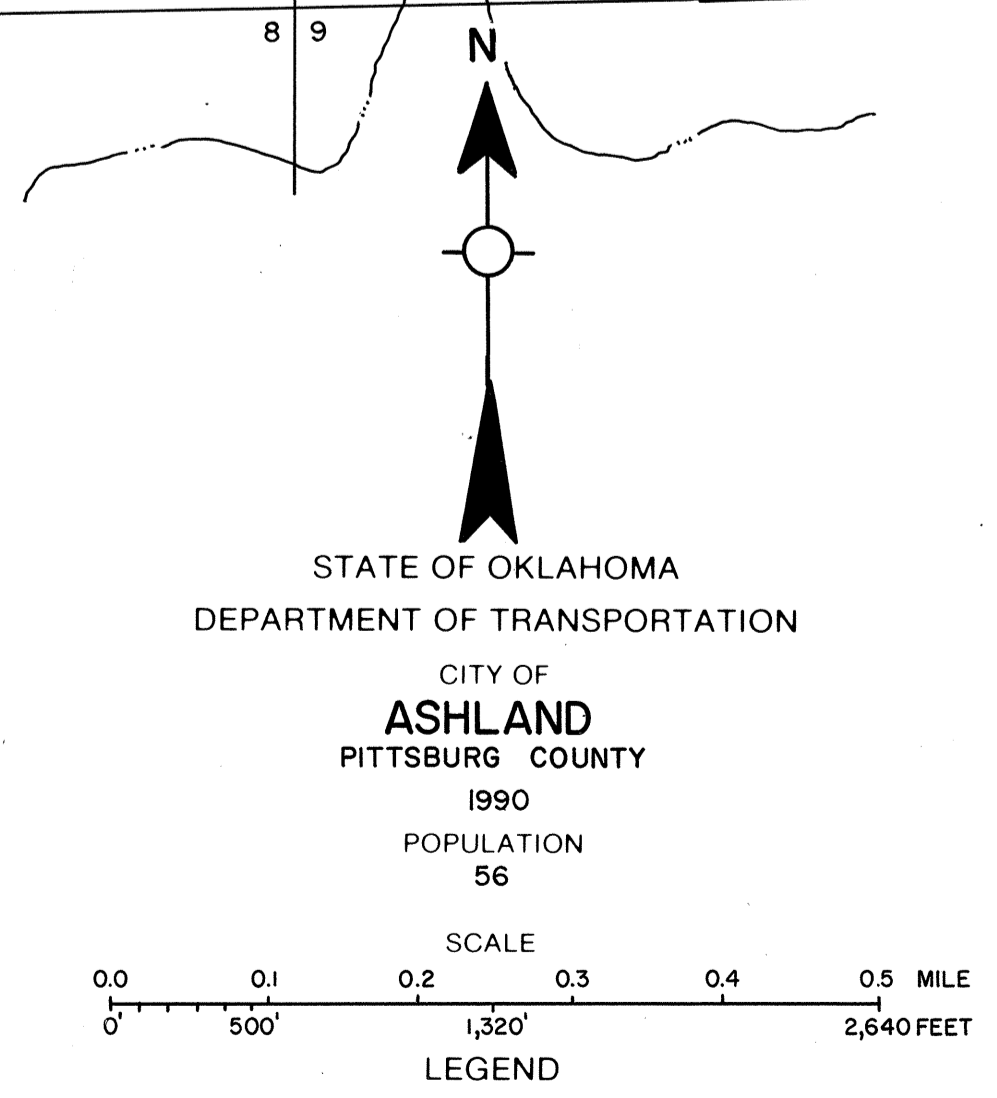 8 9
N
STATE OF OKLAHOMA
DEPARTMENT OF TRANSPORTATION
CITY OF
ASHLAND
PITTSBURG COUNTY
1990
POPULATION
56
SCALE
0.0 0.1 0.2 0.3 0.4 0.5 MILE
0' 500' 1,320' 2,640 FEET
LEGEND